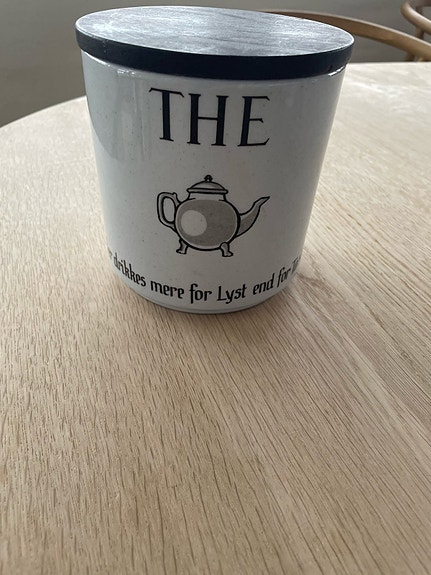 THE
drikkes mere for Lyst end for